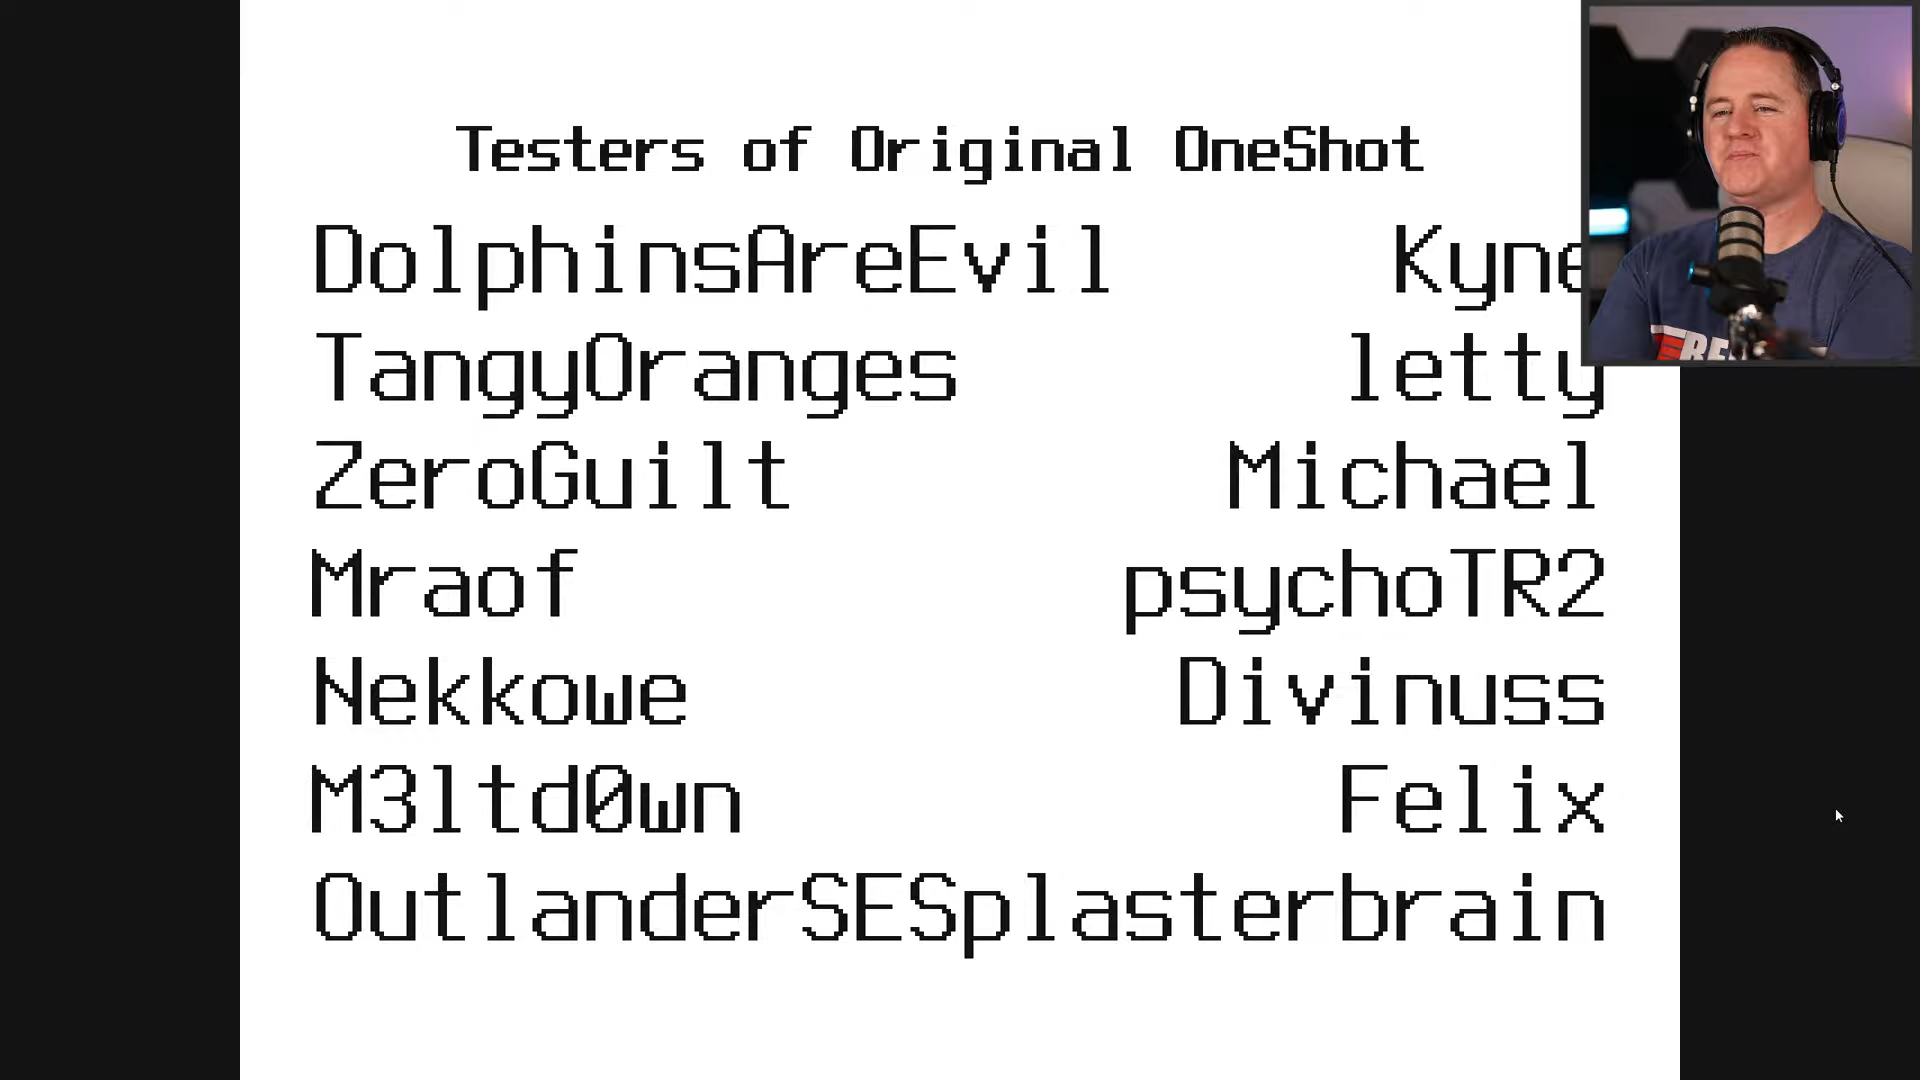 Testers of Original OneShot
DolphinsAreEvil Kyne
TangyOranges letty
ZeroGuilt Michael
Mraof psychoTR2
Nekkowe Divinuss
M3ltd0wn Felix
OutlanderSESplasterbrain